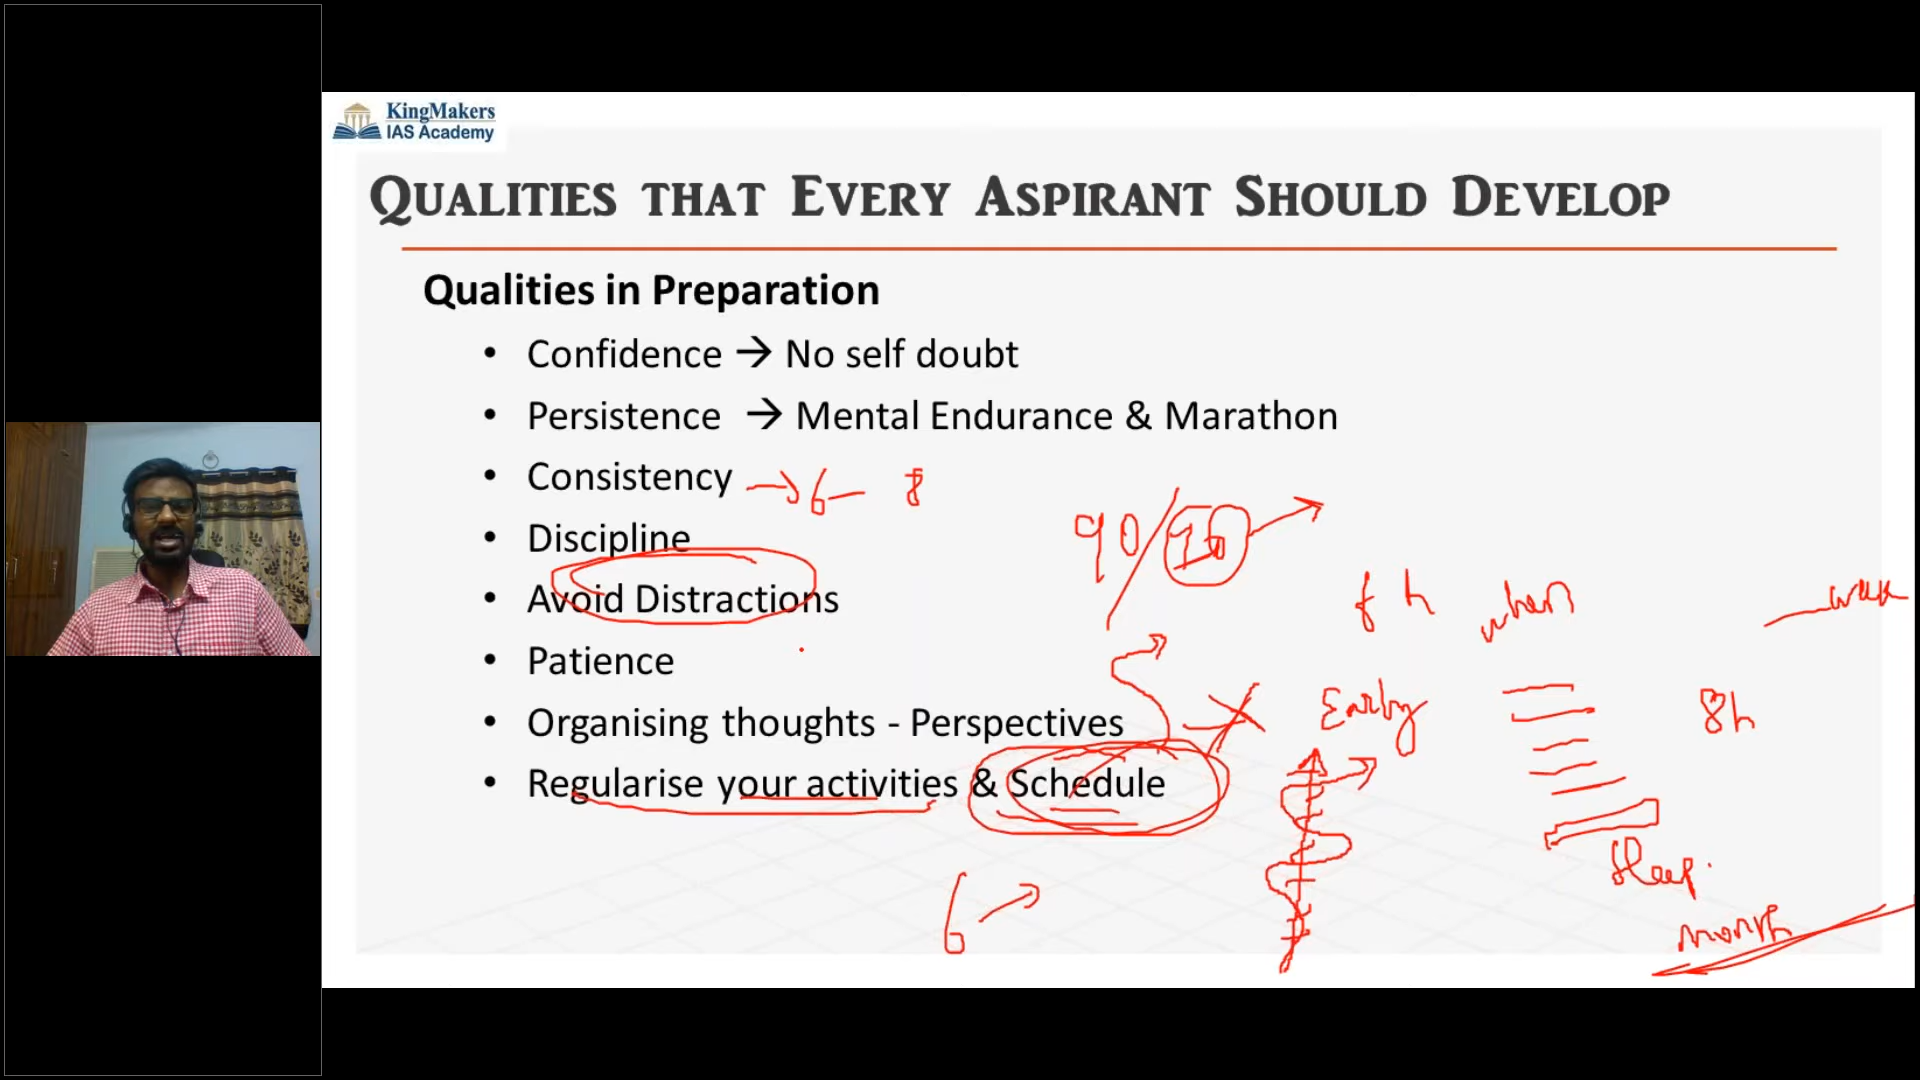 KingMakers
IAS Academy
Qualities that Every Aspirant Should Develop
Qualities in Preparation
• Confidence → No self doubt
• Persistence → Mental Endurance & Marathon
• Consistency → 6 – 8
• Discipline
• Avoid Distractions
• Patience
• Organising thoughts - Perspectives
• Regularise your activities & Schedule
90/
when
Early
8h
Sleep
month
6 →